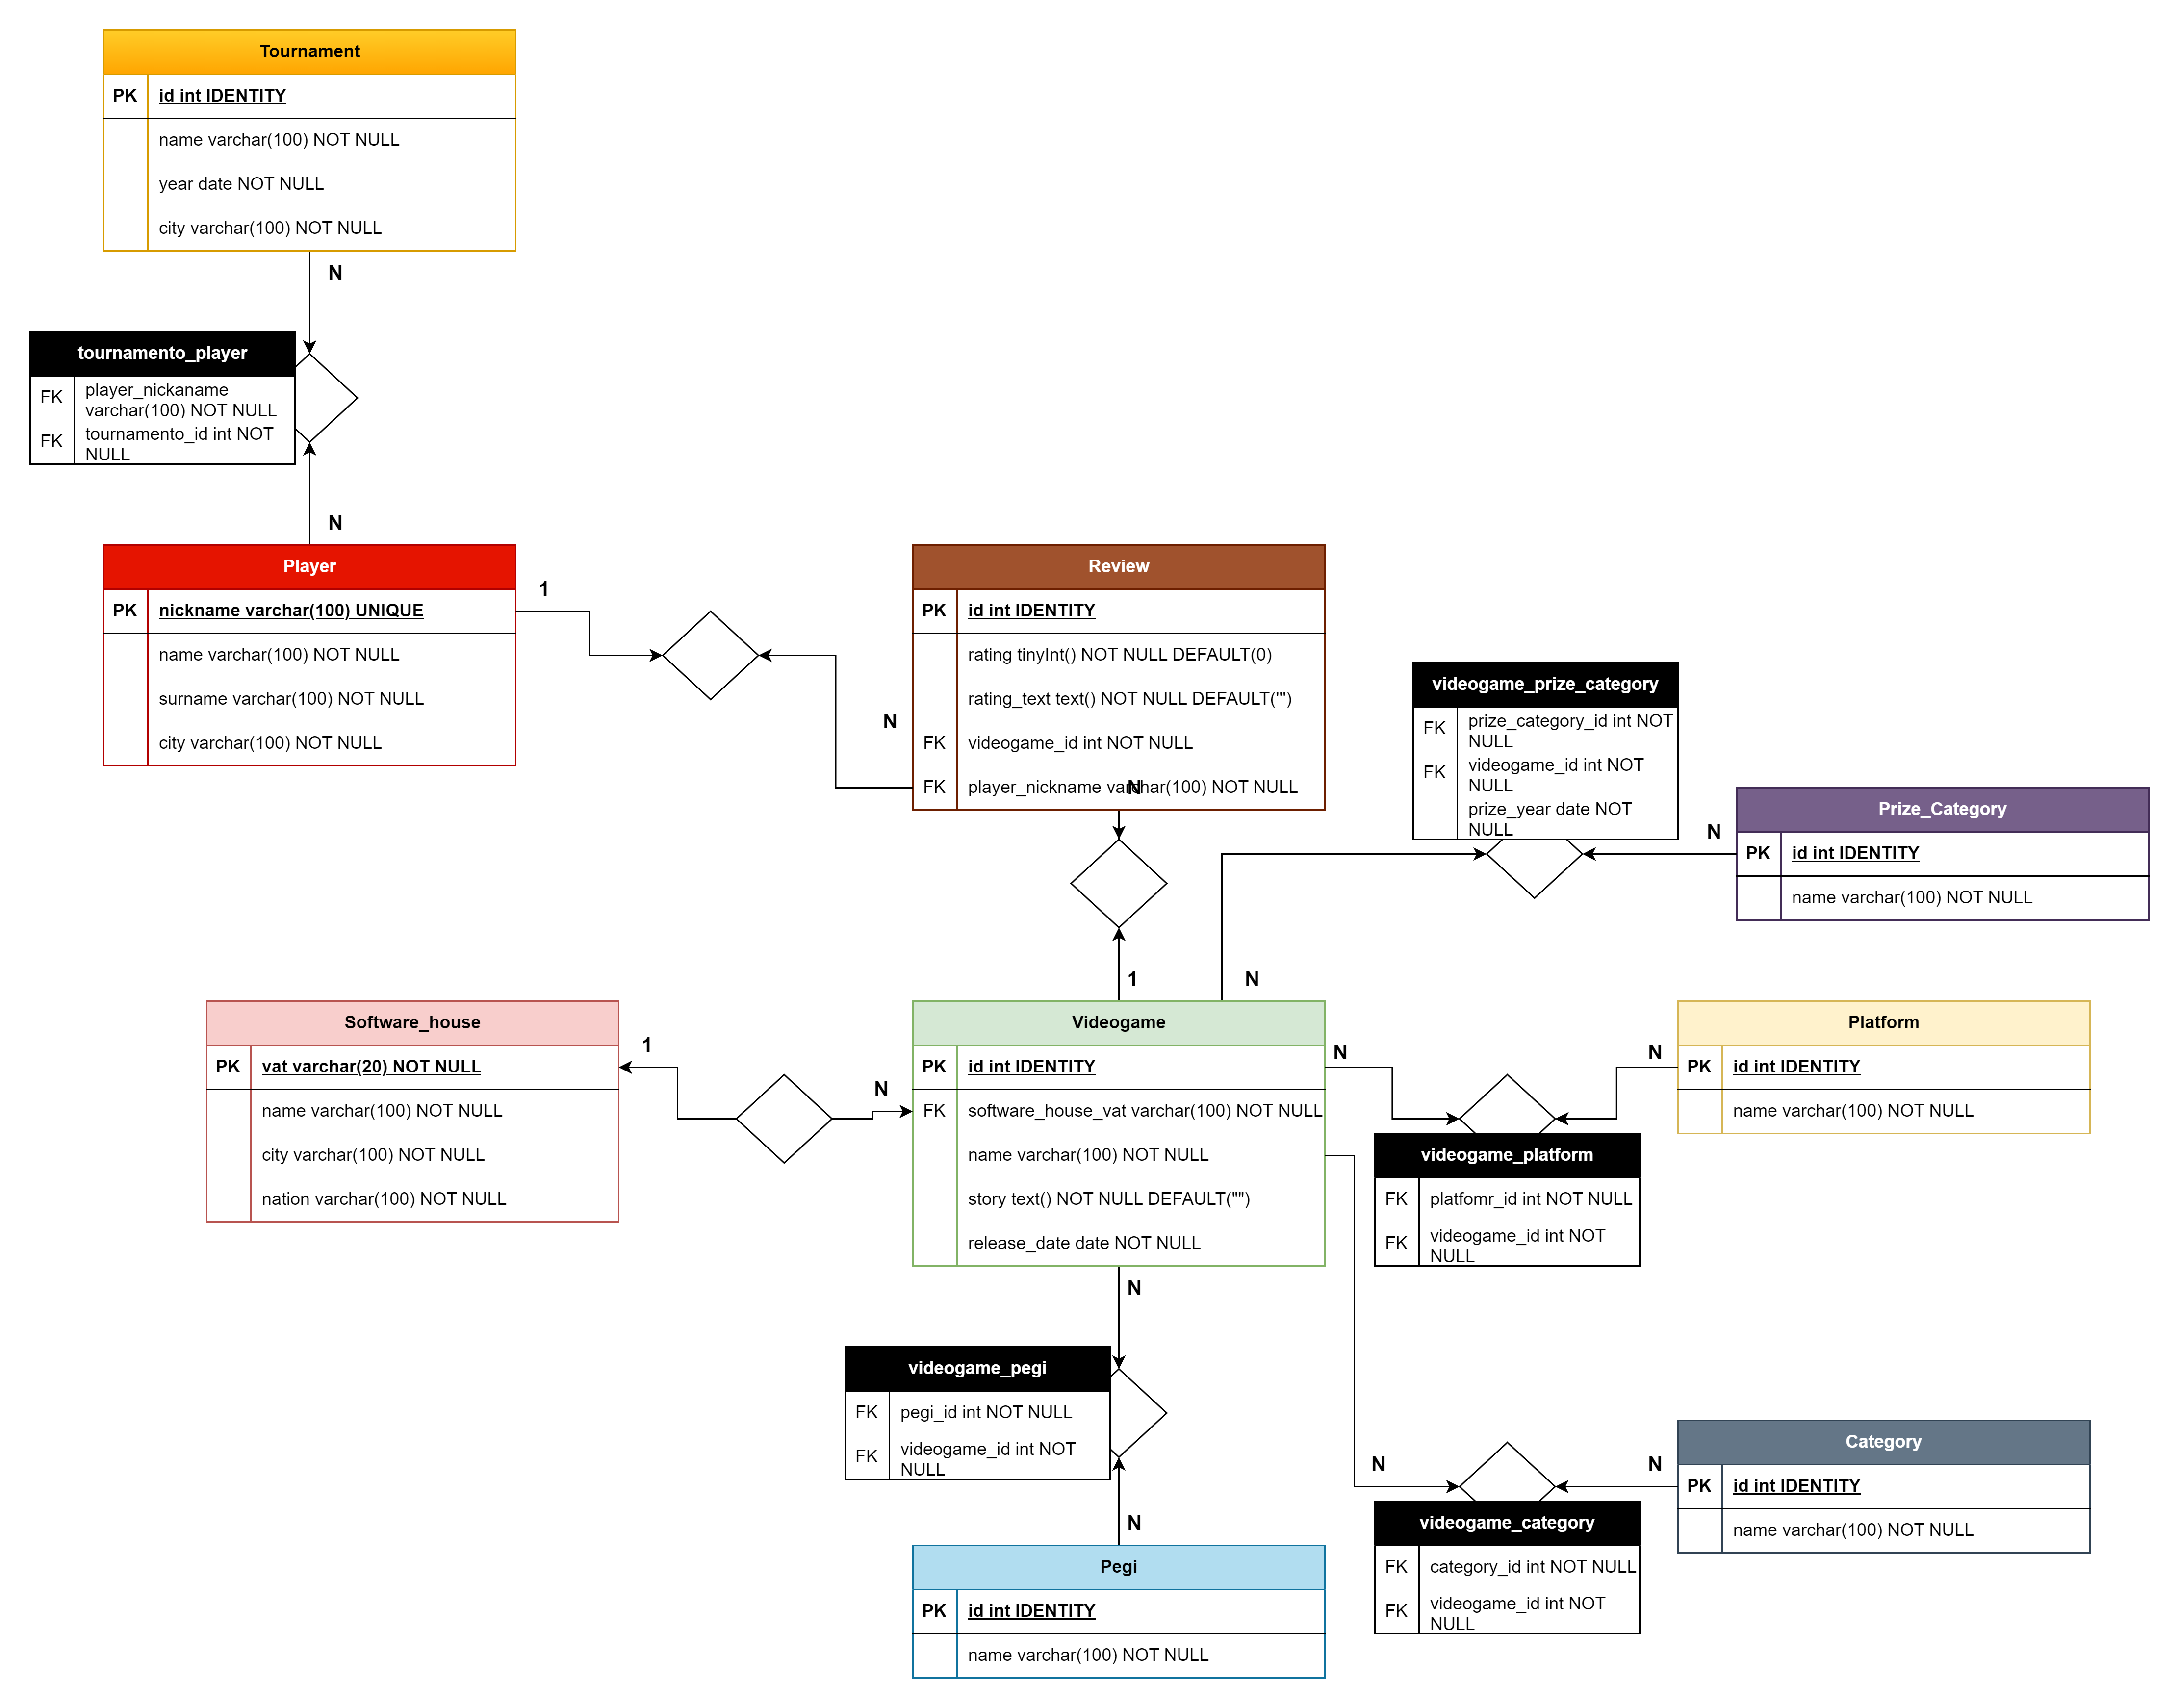 Tournament
PK id int IDENTITY
name varchar(100) NOT NULL
year date NOT NULL
city varchar(100) NOT NULL
N
tournamento_player
FK player_nickaname
varchar(100) NOT NULL
FK tournamento_id int NOT
NULL
N
Player
PK nickname varchar(100) UNIQUE
name varchar(100) NOT NULL
surname varchar(100) NOT NULL
city varchar(100) NOT NULL
1
N
Review
PK id int IDENTITY
rating tinyInt() NOT NULL DEFAULT(0)
rating_text text() NOT NULL DEFAULT(''')
FK videogame_id int NOT NULL
FK player_nickname varchar(100) NOT NULL
N
videogame_prize_category
FK prize_category_id int NOT
NULL
FK videogame_id int NOT
NULL
prize_year date NOT
NULL
N
Prize_Category
PK id int IDENTITY
name varchar(100) NOT NULL
1
N
Software_house
PK vat varchar(20) NOT NULL
name varchar(100) NOT NULL
city varchar(100) NOT NULL
nation varchar(100) NOT NULL
1
N
Videogame
PK id int IDENTITY
FK software_house_vat varchar(100) NOT NULL
name varchar(100) NOT NULL
story text() NOT NULL DEFAULT("")
release_date date NOT NULL
N
N
Platform
PK id int IDENTITY
name varchar(100) NOT NULL
videogame_platform
FK platfomr_id int NOT NULL
FK videogame_id int NOT
NULL
N
videogame_pegi
FK pegi_id int NOT NULL
FK videogame_id int NOT
NULL
N
Pegi
PK id int IDENTITY
name varchar(100) NOT NULL
N
N
Category
PK id int IDENTITY
name varchar(100) NOT NULL
videogame_category
FK category_id int NOT NULL
FK videogame_id int NOT
NULL